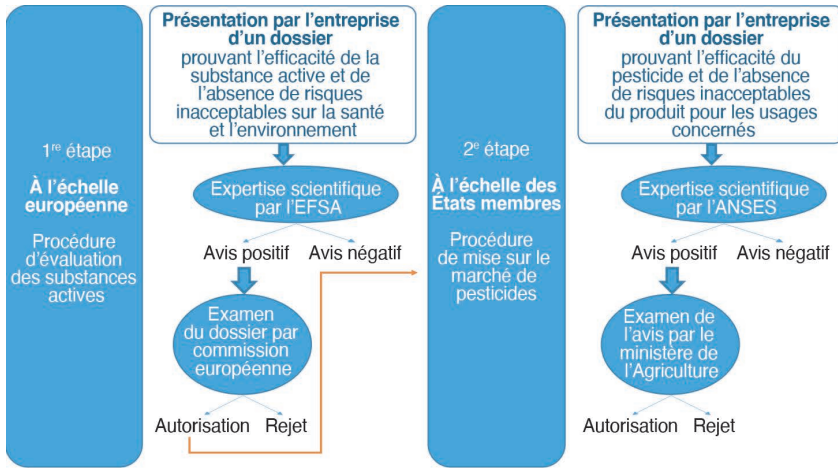 1re étape
À l’échelle
européenne
Procédure
d’évaluation
des substances
actives
Présentation par l’entreprise
d’un dossier
prouvant l’efficacité de la
substance active et de
l’absence de risques
inacceptables sur la santé
et l’environnement
Expertise scientifique
par l’EFSA
Avis positif
Avis négatif
Examen
du dossier par
commission
européenne
Autorisation
Rejet
2e étape
À l’échelle des
États membres
Procédure
de mise sur le
marché de
pesticides
Présentation par l’entreprise
d’un dossier
prouvant l’efficacité du
pesticide et de l’absence
de risques inacceptables
du produit pour les usages
concernés
Expertise scientifique
par l’ANSES
Avis positif
Avis négatif
Examen de
l’avis par le
ministère de
l’Agriculture
Autorisation
Rejet